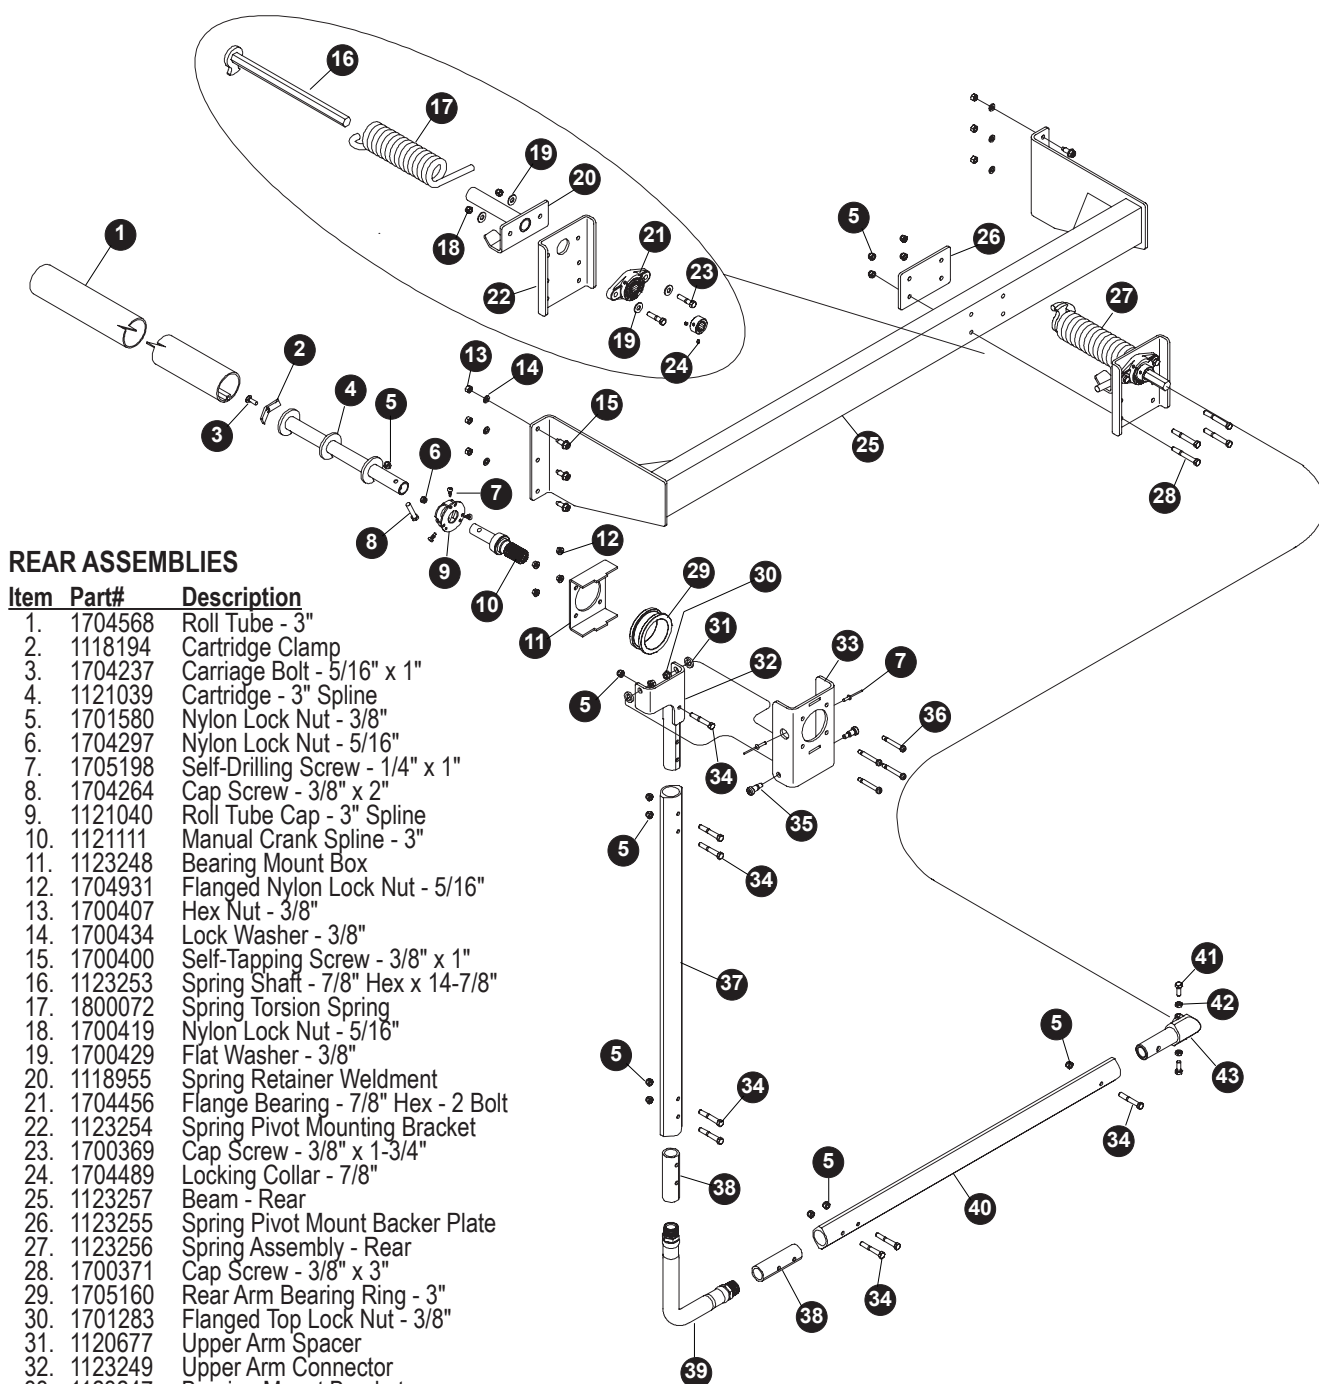 16
17
19
20
18
1
21
22
23
19
24
5
26
27
2
13
14
4
5
3
15
6
7
25
28
8
9
10
12
29
30
11
31
32
33
7
5
34
36
35
5
34
37
41
42
5
43
5
34
34
5
38
40
34
38
39
REAR ASSEMBLIES
Item Part# Description
1. 1704568 Roll Tube - 3"
2. 1118194 Cartridge Clamp
3. 1704237 Carriage Bolt - 5/16" x 1"
4. 1121039 Cartridge - 3" Spline
5. 1701580 Nylon Lock Nut - 3/8"
6. 1704297 Nylon Lock Nut - 5/16"
7. 1705198 Self-Drilling Screw - 1/4" x 1"
8. 1704264 Cap Screw - 3/8" x 2"
9. 1121040 Roll Tube Cap - 3" Spline
10. 1121111 Manual Crank Spline - 3"
11. 1123248 Bearing Mount Box
12. 1704931 Flanged Nylon Lock Nut - 5/16"
13. 1700407 Hex Nut - 3/8"
14. 1700434 Lock Washer - 3/8"
15. 1700400 Self-Tapping Screw - 3/8" x 1"
16. 1123253 Spring Shaft - 7/8" Hex x 14-7/8"
17. 1800072 Spring Torsion Spring
18. 1700419 Nylon Lock Nut - 5/16"
19. 1700429 Flat Washer - 3/8"
20. 1118955 Spring Retainer Weldment
21. 1704456 Flange Bearing - 7/8" Hex - 2 Bolt
22. 1123254 Spring Pivot Mounting Bracket
23. 1700369 Cap Screw - 3/8" x 1-3/4"
24. 1704489 Locking Collar - 7/8"
25. 1123257 Beam - Rear
26. 1123255 Spring Pivot Mount Backer Plate
27. 1123256 Spring Assembly - Rear
28. 1700371 Cap Screw - 3/8" x 3"
29. 1705160 Rear Arm Bearing Ring - 3"
30. 1701283 Flanged Top Lock Nut - 3/8"
31. 1120677 Upper Arm Spacer
32. 1123249 Upper Arm Connector